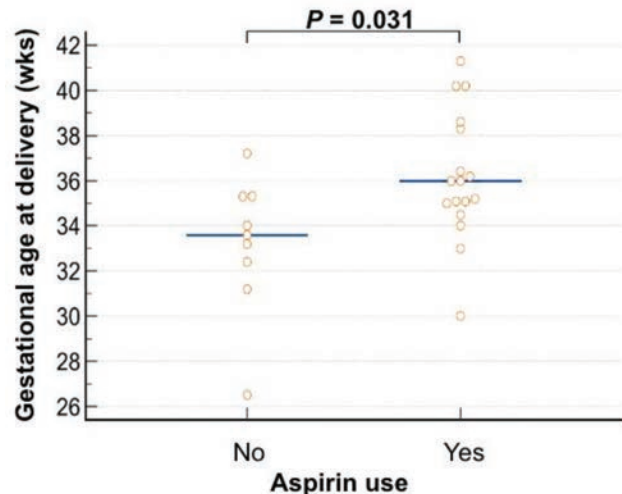 P = 0.031
Gestational age at delivery (wks)
42
40
38
36
34
32
30
28
26
No
Yes
Aspirin use